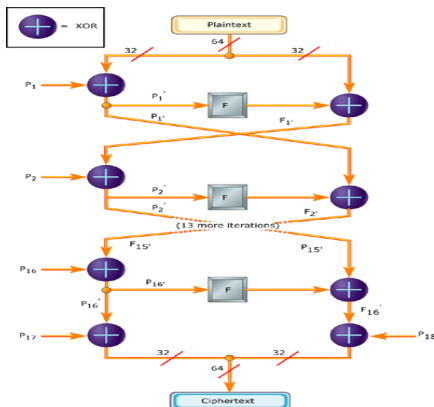 = XOR
Plaintext
32 64 32
P1 P1' F
P1' F1'
P2 P2' F
P2' F2'
(13 more iterations)
F15' P15'
P16 P16' F
P16' F16'
P17 P18
32 32
64
Ciphertext